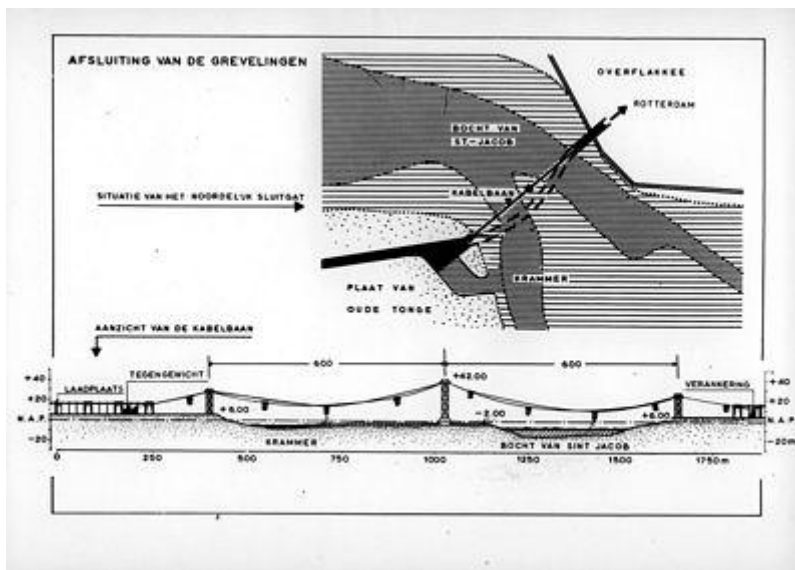 AFSLUITING VAN DE GREVELINGEN
OVERFLAKKEE
ROTTERDAM
BOCHT VAN
ST.-JACOB
KABELBAAN
SITUATIE VAN HET NOORDELIJK SLUITGAT
KRAMMER
PLAAT VAN
OUDE TONGE
AANZICHT VAN DE KABELBAAN
600 600
TEGENGEWICHT
LAADPLAATS
+42.00
VERANKERING
+40 +40
+20 +20
+6.00 -2.00 +6.00
N.A.P. N.A.P.
-20 -20m
KRAMMER
BOCHT VAN SINT JACOB
0 250 500 750 1000 1250 1500 1750m